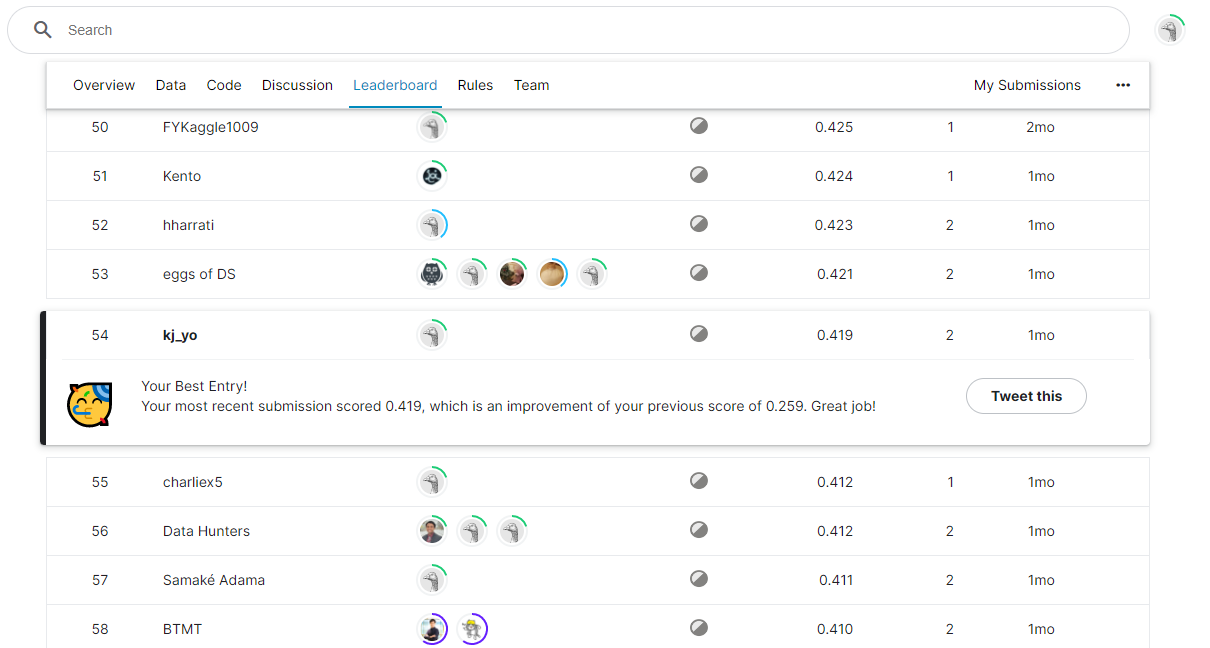 Search
Overview Data Code Discussion Leaderboard Rules Team My Submissions •••
50 FYKaggle1009 0.425 1 2mo
51 Kento 0.424 1 1mo
52 hharrati 0.423 2 1mo
53 eggs of DS 0.421 2 1mo
54 kj_yo 0.419 2 1mo
Your Best Entry!
Your most recent submission scored 0.419, which is an improvement of your previous score of 0.259. Great job!
Tweet this
55 charliex5 0.412 1 1mo
56 Data Hunters 0.412 2 1mo
57 Samaké Adama 0.411 2 1mo
58 BTMT 0.410 2 1mo